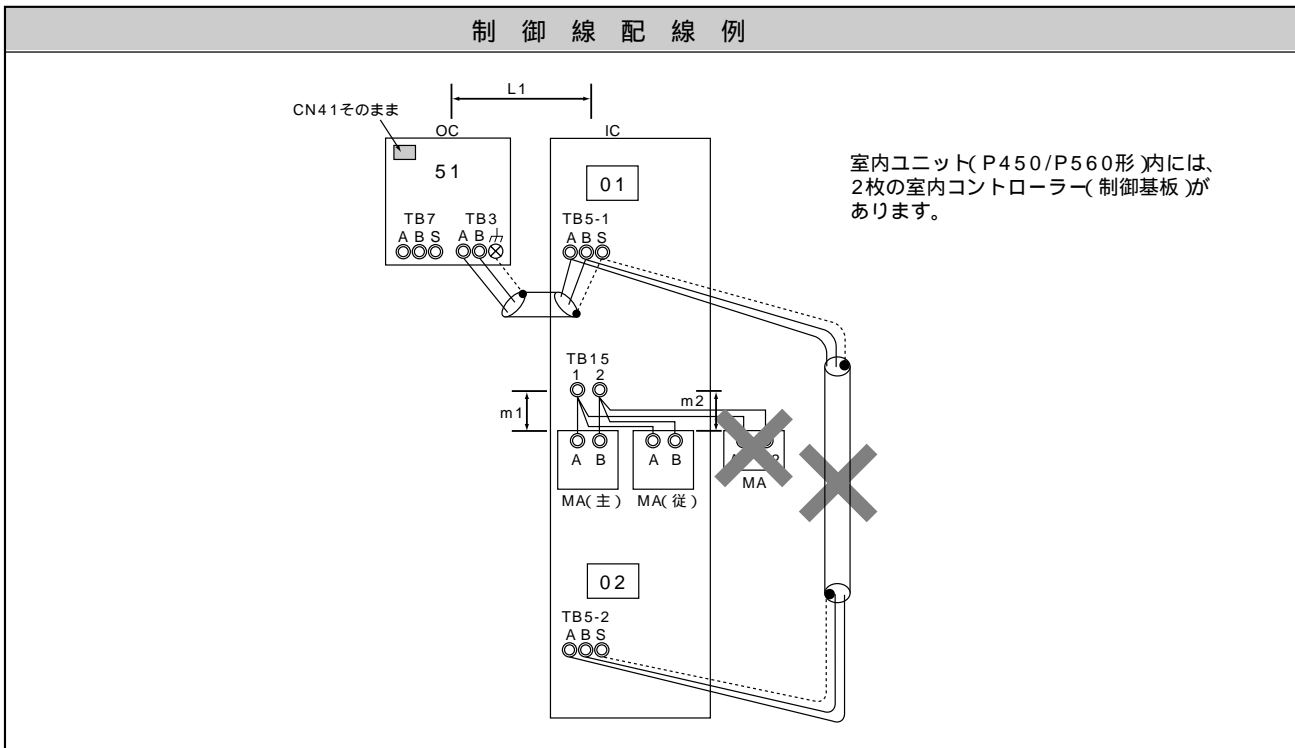 制御線配線例
L1
CN41そのまま
OC
IC
51
01
室内ユニット(P450/P560形)内には、
2枚の室内コントローラー(制御基板)が
あります。
TB7
TB3
TB5-1
A B S
A B
A B S
TB15
1 2
m1
m2
A B
A B
2
MA(主)
MA(従)
MA
02
TB5-2
A B S